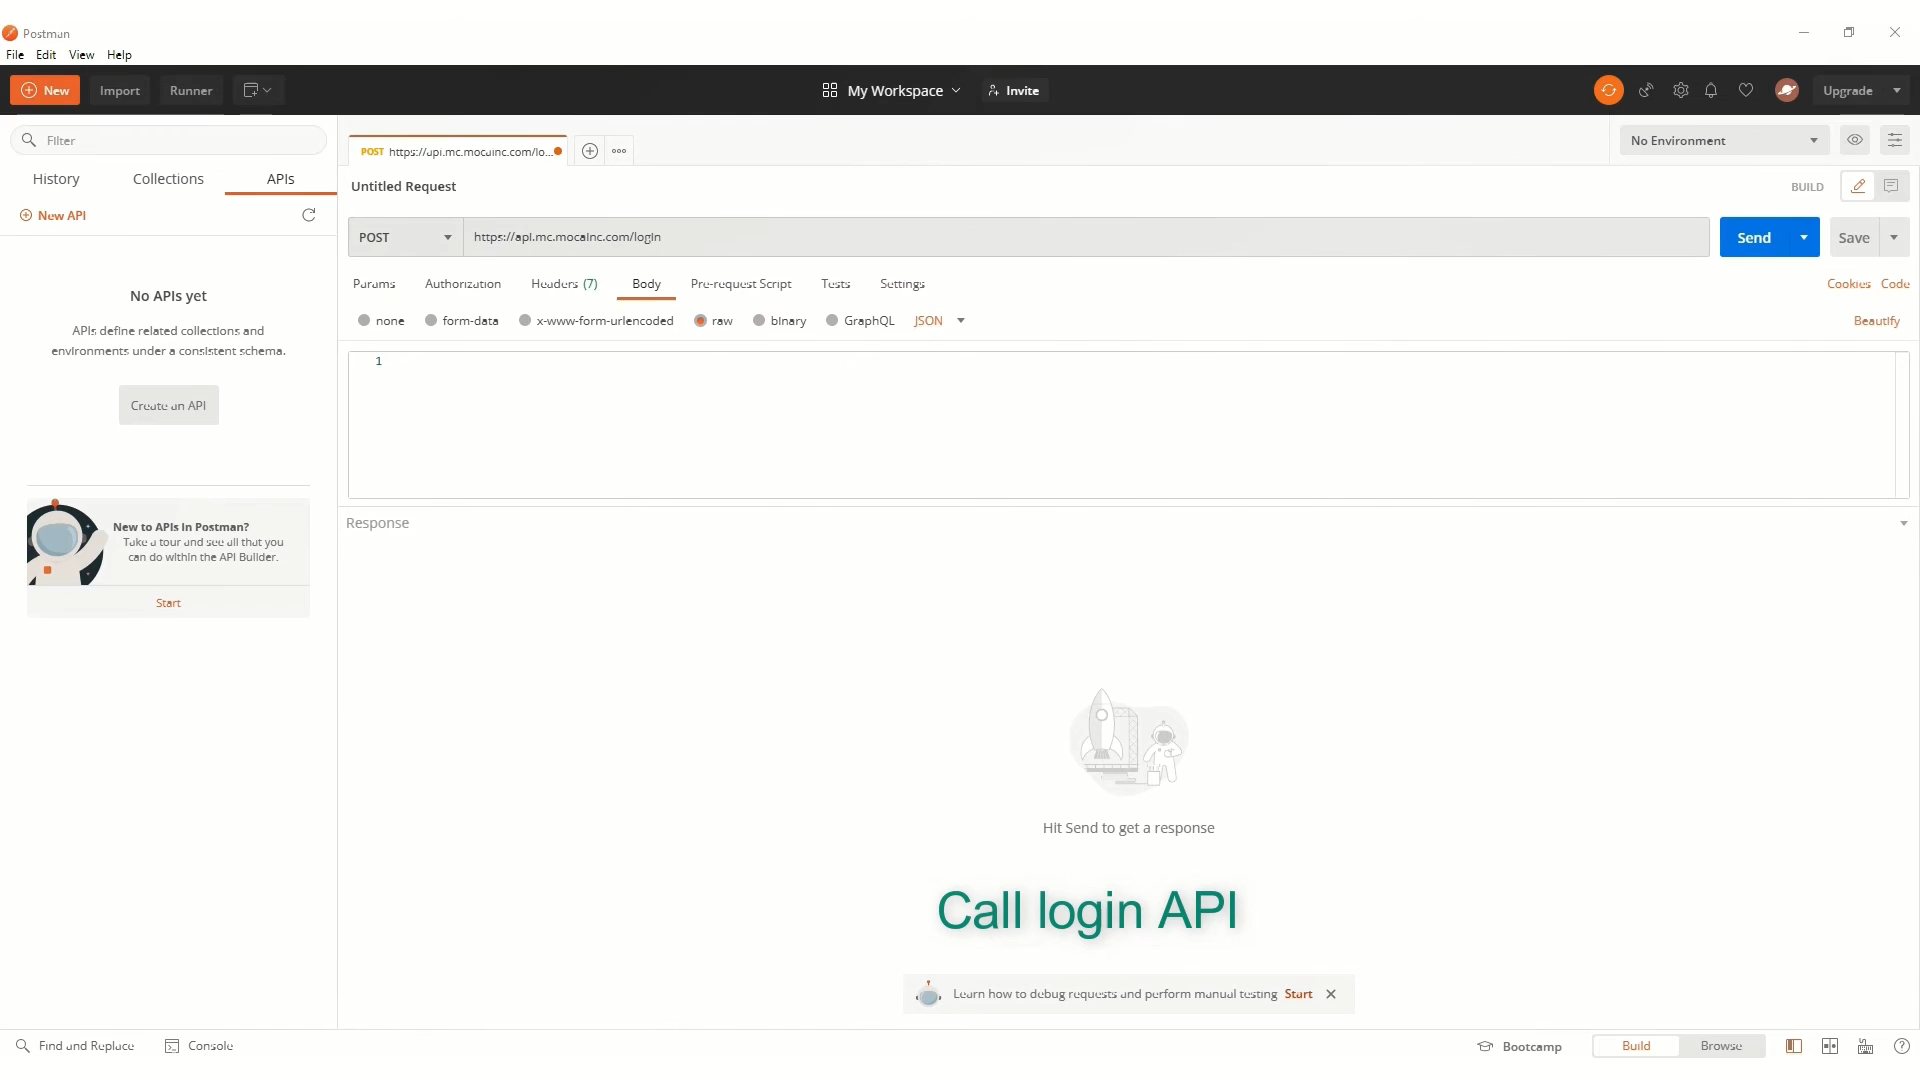 Postman
File Edit View Help
New Import Runner My Workspace Invite Upgrade
Filter
History Collections APIs
New API
No APIs yet
APIs define related collections and
environments under a consistent schema.
Create an API
New to APIs in Postman?
Take a tour and see all that you
can do within the API Builder.
Start
POST https://api.mc.mocainc.com/lo...
No Environment
Untitled Request
BUILD
POST https://api.mc.mocainc.com/login
Send Save
Params Authorization Headers (7) Body Pre-request Script Tests Settings
Cookies Code
none form-data x-www-form-urlencoded raw binary GraphQL JSON
Beautify
1
Response
Hit Send to get a response
Call login API
Learn how to debug requests and perform manual testing Start
Find and Replace Console
Bootcamp Build Browse